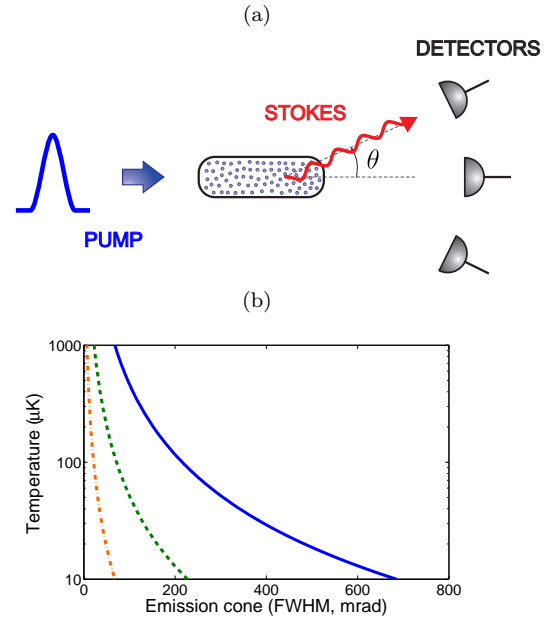 (a)
DETECTORS
STOKES
θ
PUMP
(b)
1000
100
10
Temperature (μK)
0 200 400 600 800
Emission cone (FWHM, mrad)